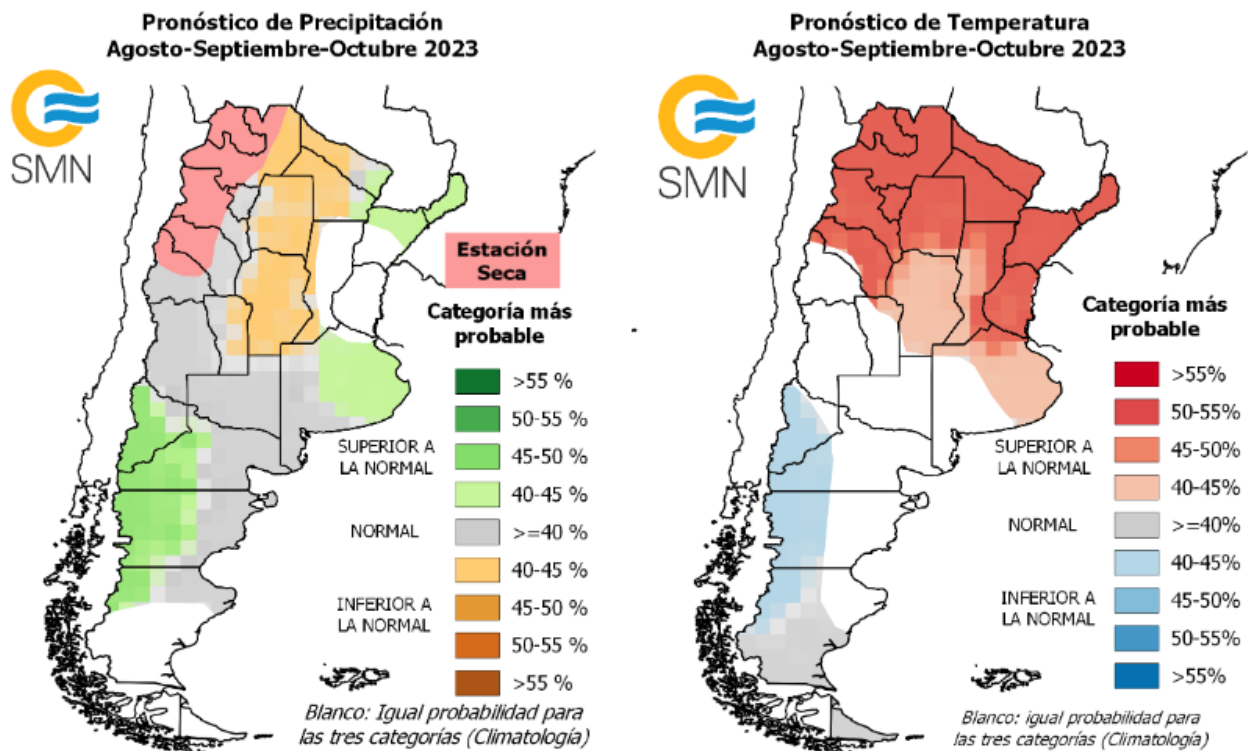 Pronóstico de Precipitación
Agosto-Septiembre-Octubre 2023
SMN
Estación
Seca
Categoría más
probable
>55 %
50-55 %
SUPERIOR A
LA NORMAL
45-50 %
40-45 %
NORMAL
>=40 %
40-45 %
INFERIOR A
LA NORMAL
45-50 %
50-55 %
>55 %
Blanco: Igual probabilidad para
las tres categorías (Climatología)
Pronóstico de Temperatura
Agosto-Septiembre-Octubre 2023
SMN
Categoría más
probable
>55%
50-55%
SUPERIOR A
LA NORMAL
45-50%
40-45%
NORMAL
>=40%
40-45%
INFERIOR A
LA NORMAL
45-50%
50-55%
>55%
Blanco: igual probabilidad para
las tres categorías (Climatología)